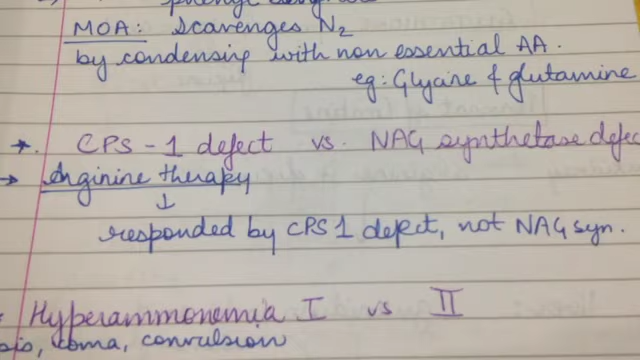 MOA: Scavenges N2
by condensing with non essential AA.
eg: Glycine & glutamine
CPS-1 defect vs. NAG synthetase defec
→ Arginine therapy
↓
responded by CPS 1 defect, not NAG syn.
Hyperammonemia I vs II
, coma, convulsion